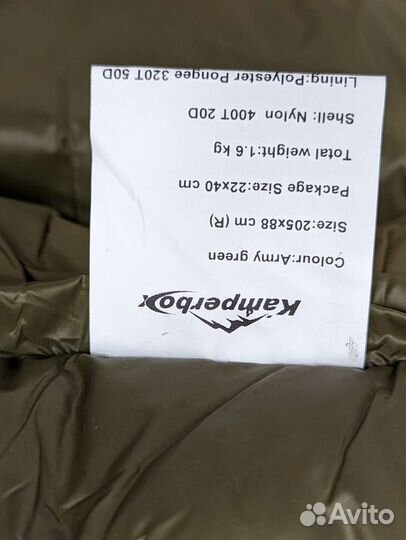 Kamperbox
Colour:Army green
Size:205x88 cm (R)
Package Size:22x40 cm
Total weight:1.6 kg
Shell: Nylon 400T 20D
Lining:Polyester Pongee 320T 50D
Avito